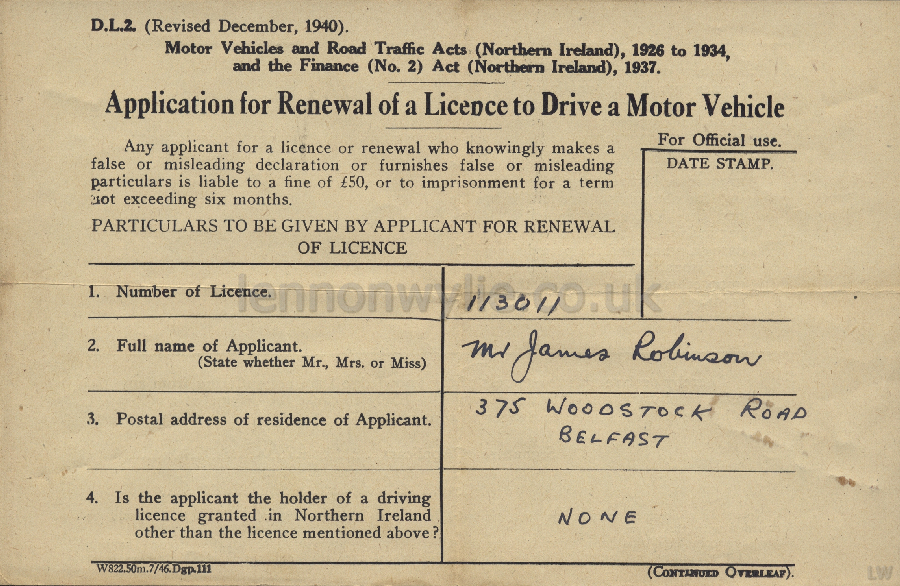 D.L.2. (Revised December, 1940).
Motor Vehicles and Road Traffic Acts (Northern Ireland), 1926 to 1934,
and the Finance (No. 2) Act (Northern Ireland), 1937.
Application for Renewal of a Licence to Drive a Motor Vehicle
Any applicant for a licence or renewal who knowingly makes a
false or misleading declaration or furnishes false or misleading
particulars is liable to a fine of £50, or to imprisonment for a term
not exceeding six months.
For Official use.
DATE STAMP.
PARTICULARS TO BE GIVEN BY APPLICANT FOR RENEWAL
OF LICENCE
lennonwylie.co.uk
1. Number of Licence.
113011
2. Full name of Applicant.
(State whether Mr., Mrs. or Miss)
Mr James Robinson
3. Postal address of residence of Applicant.
375 WOODSTOCK ROAD
BELFAST
4. Is the applicant the holder of a driving
licence granted in Northern Ireland
other than the licence mentioned above?
NONE
W822.50m.7/46.Dgp.111
(CONTINUED OVERLEAF).
LW